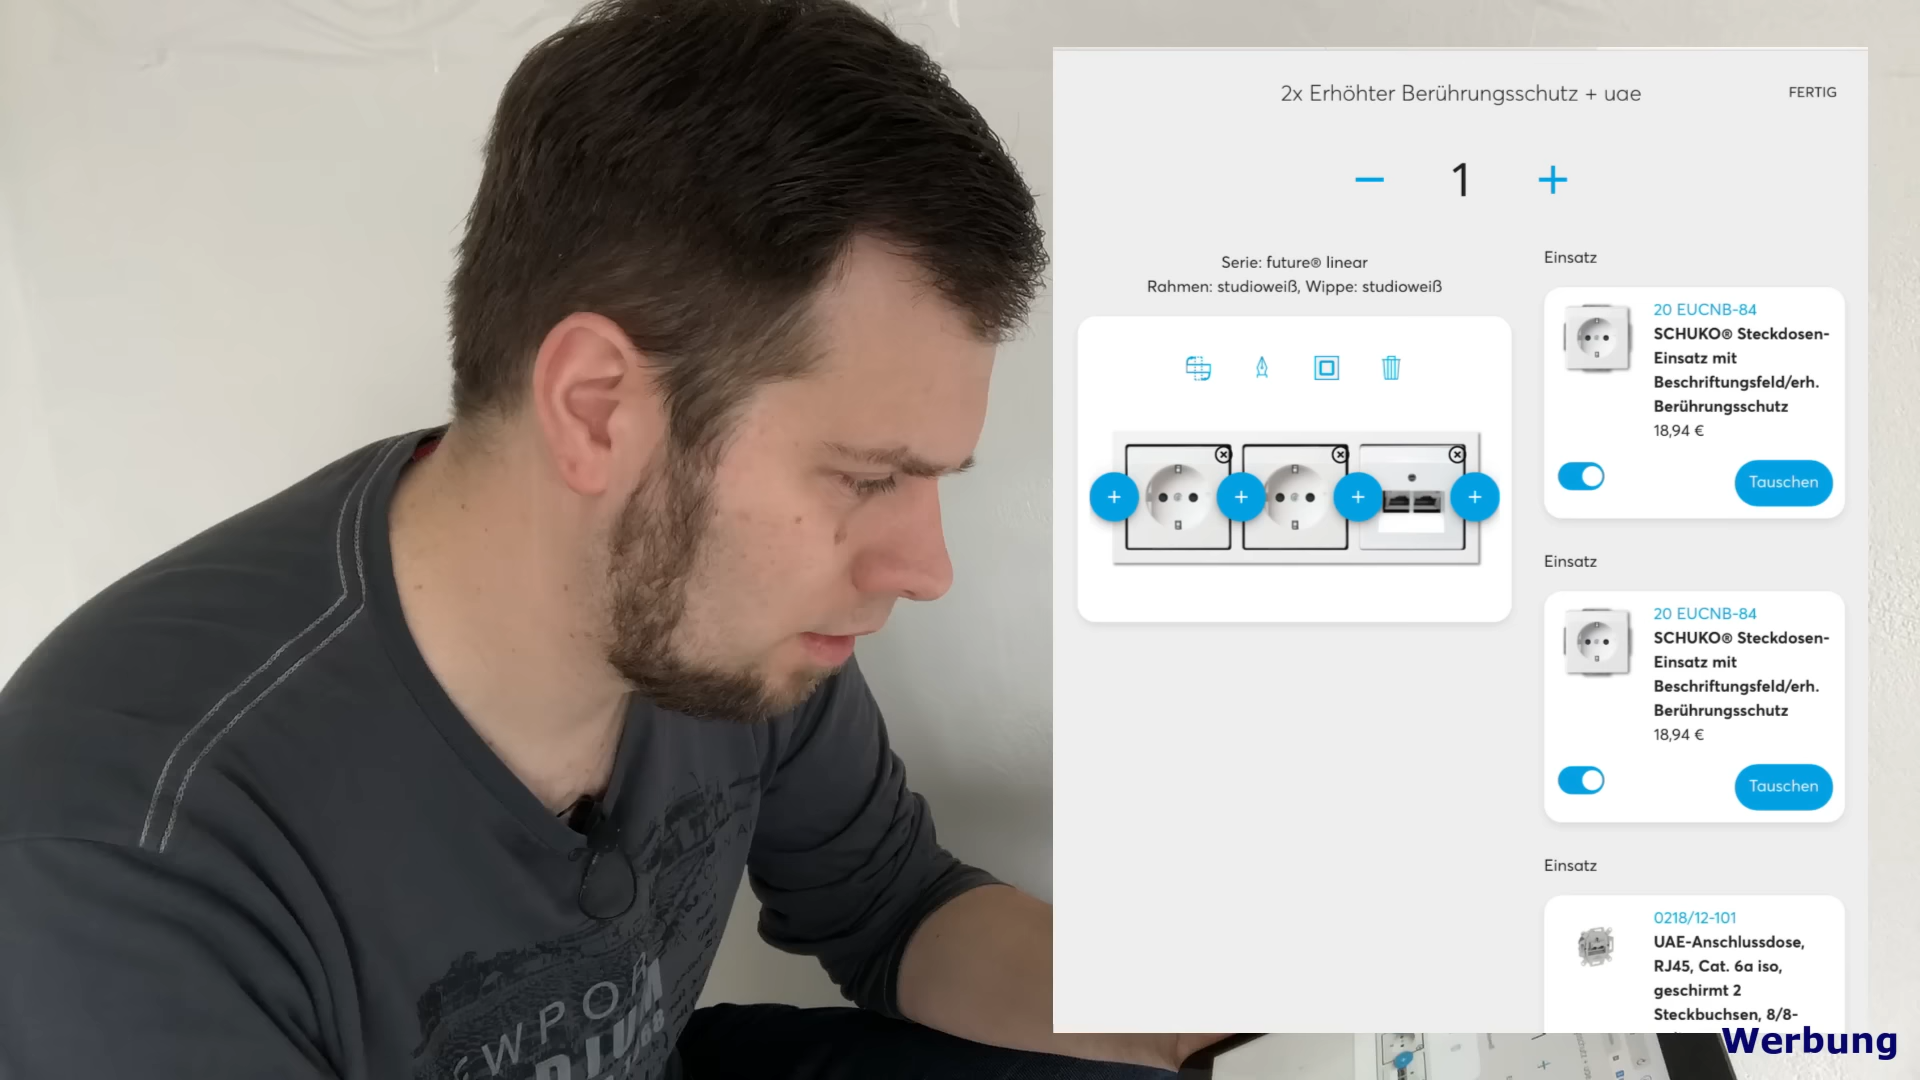 2x Erhöhter Berührungsschutz + uae
FERTIG
− 1 +
Serie: future® linear
Rahmen: studioweiß, Wippe: studioweiß
Einsatz
20 EUCNB-84
SCHUKO® Steckdosen-
Einsatz mit
Beschriftungsfeld/erh.
Berührungsschutz
18,94 €
Tauschen
Einsatz
20 EUCNB-84
SCHUKO® Steckdosen-
Einsatz mit
Beschriftungsfeld/erh.
Berührungsschutz
18,94 €
Tauschen
Einsatz
0218/12-101
UAE-Anschlussdose,
RJ45, Cat. 6a iso,
geschirmt 2
Steckbuchsen, 8/8-
Werbung